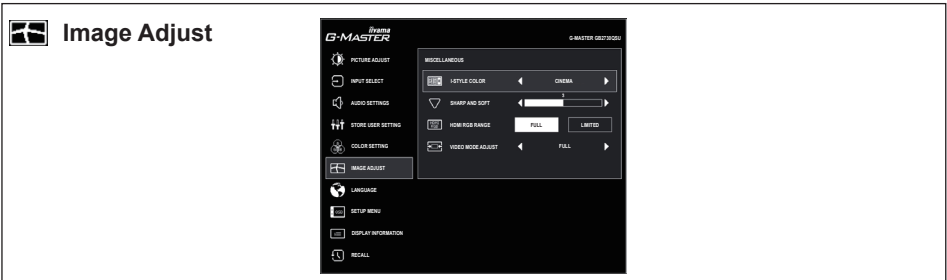 Image Adjust
iiyama
G-MASTER
G-MASTER GB2730QSU
PICTURE ADJUST
INPUT SELECT
AUDIO SETTINGS
STORE USER SETTING
COLOR SETTING
IMAGE ADJUST
LANGUAGE
SETUP MENU
DISPLAY INFORMATION
RECALL
MISCELLANEOUS
I-STYLE COLOR CINEMA
SHARP AND SOFT 3
HDMI RGB RANGE FULL LIMITED
VIDEO MODE ADJUST FULL